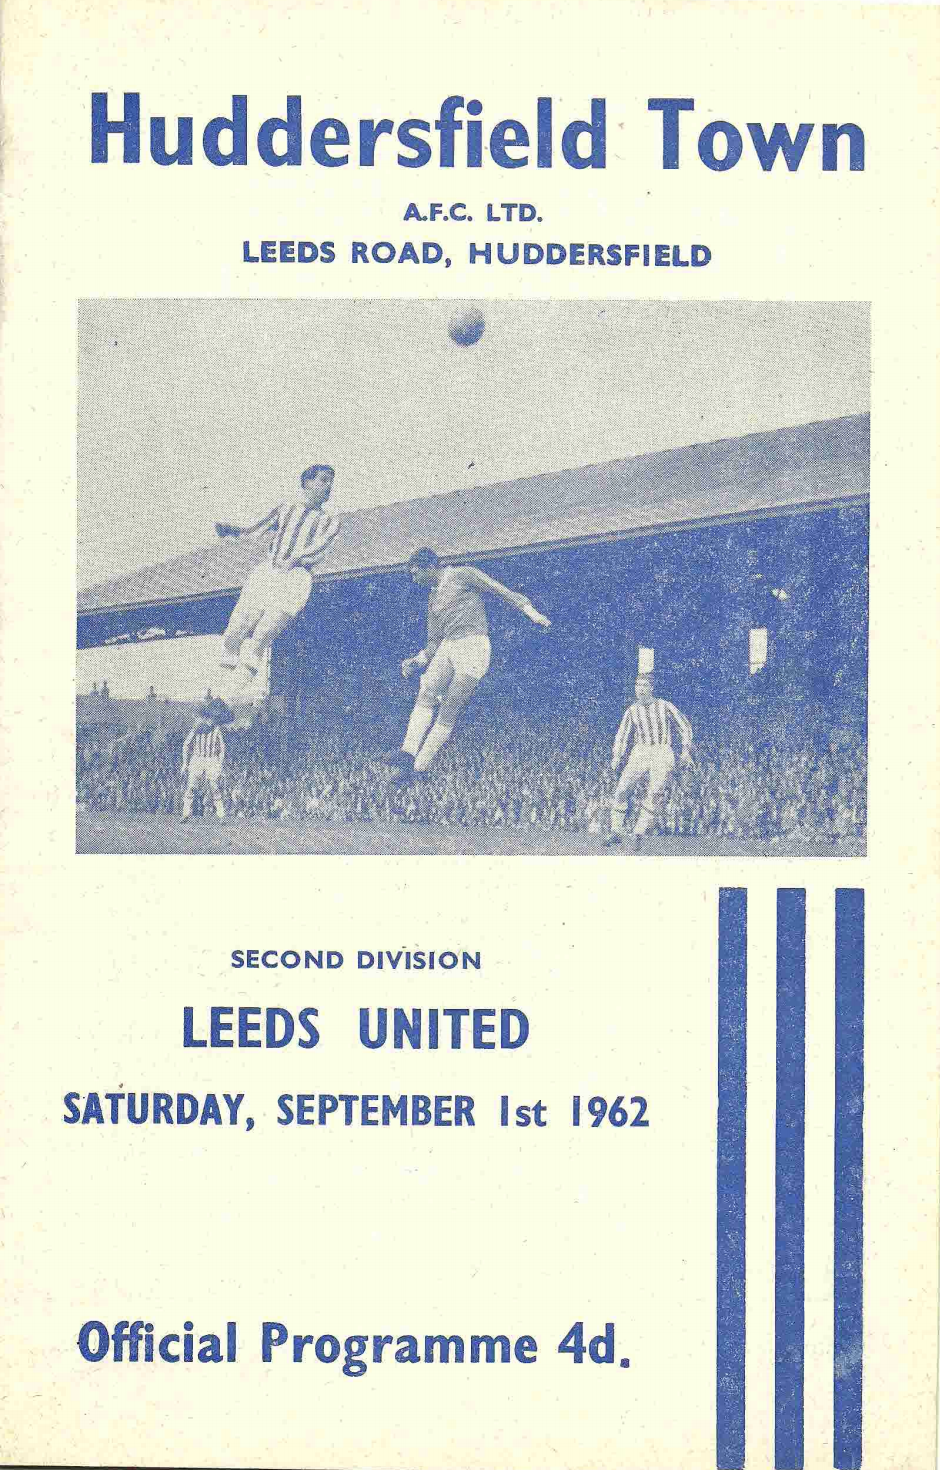 Huddersfield Town
A.F.C. LTD.
LEEDS ROAD, HUDDERSFIELD
SECOND DIVISION
LEEDS UNITED
SATURDAY, SEPTEMBER 1st 1962
Official Programme 4d.